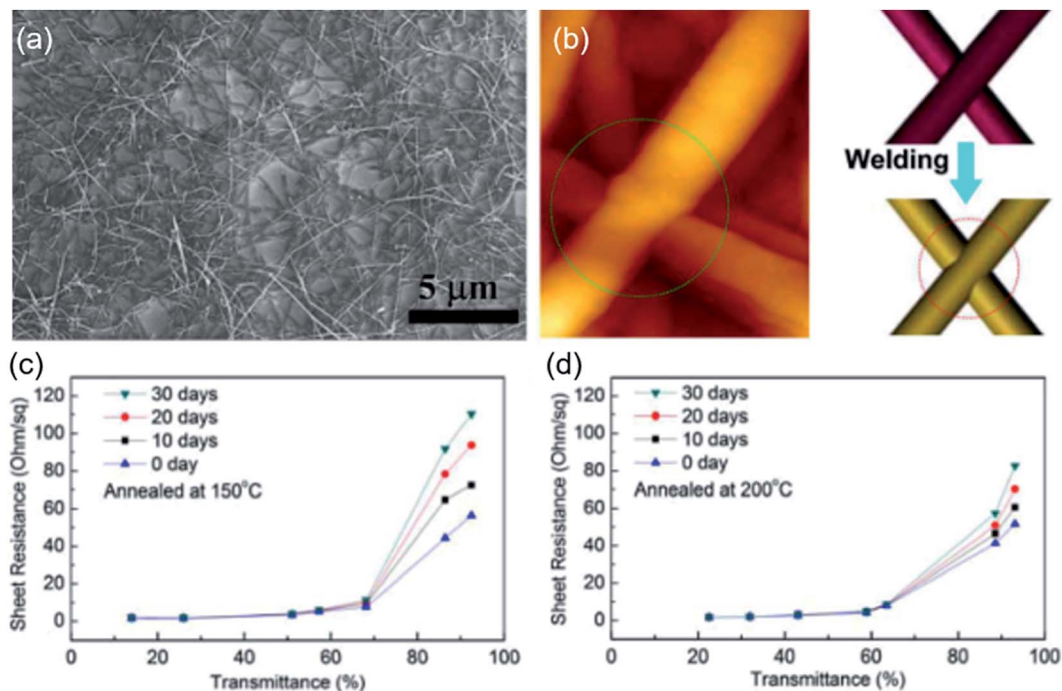 (a)
5 μm
(b)
Welding
(c)
Sheet Resistance (Ohm/sq)
120
100
80
60
40
20
0
30 days
20 days
10 days
0 day
Annealed at 150°C
0 20 40 60 80 100
Transmittance (%)
(d)
Sheet Resistance (Ohm/sq)
120
100
80
60
40
20
0
30 days
20 days
10 days
0 day
Annealed at 200°C
0 20 40 60 80 100
Transmittance (%)